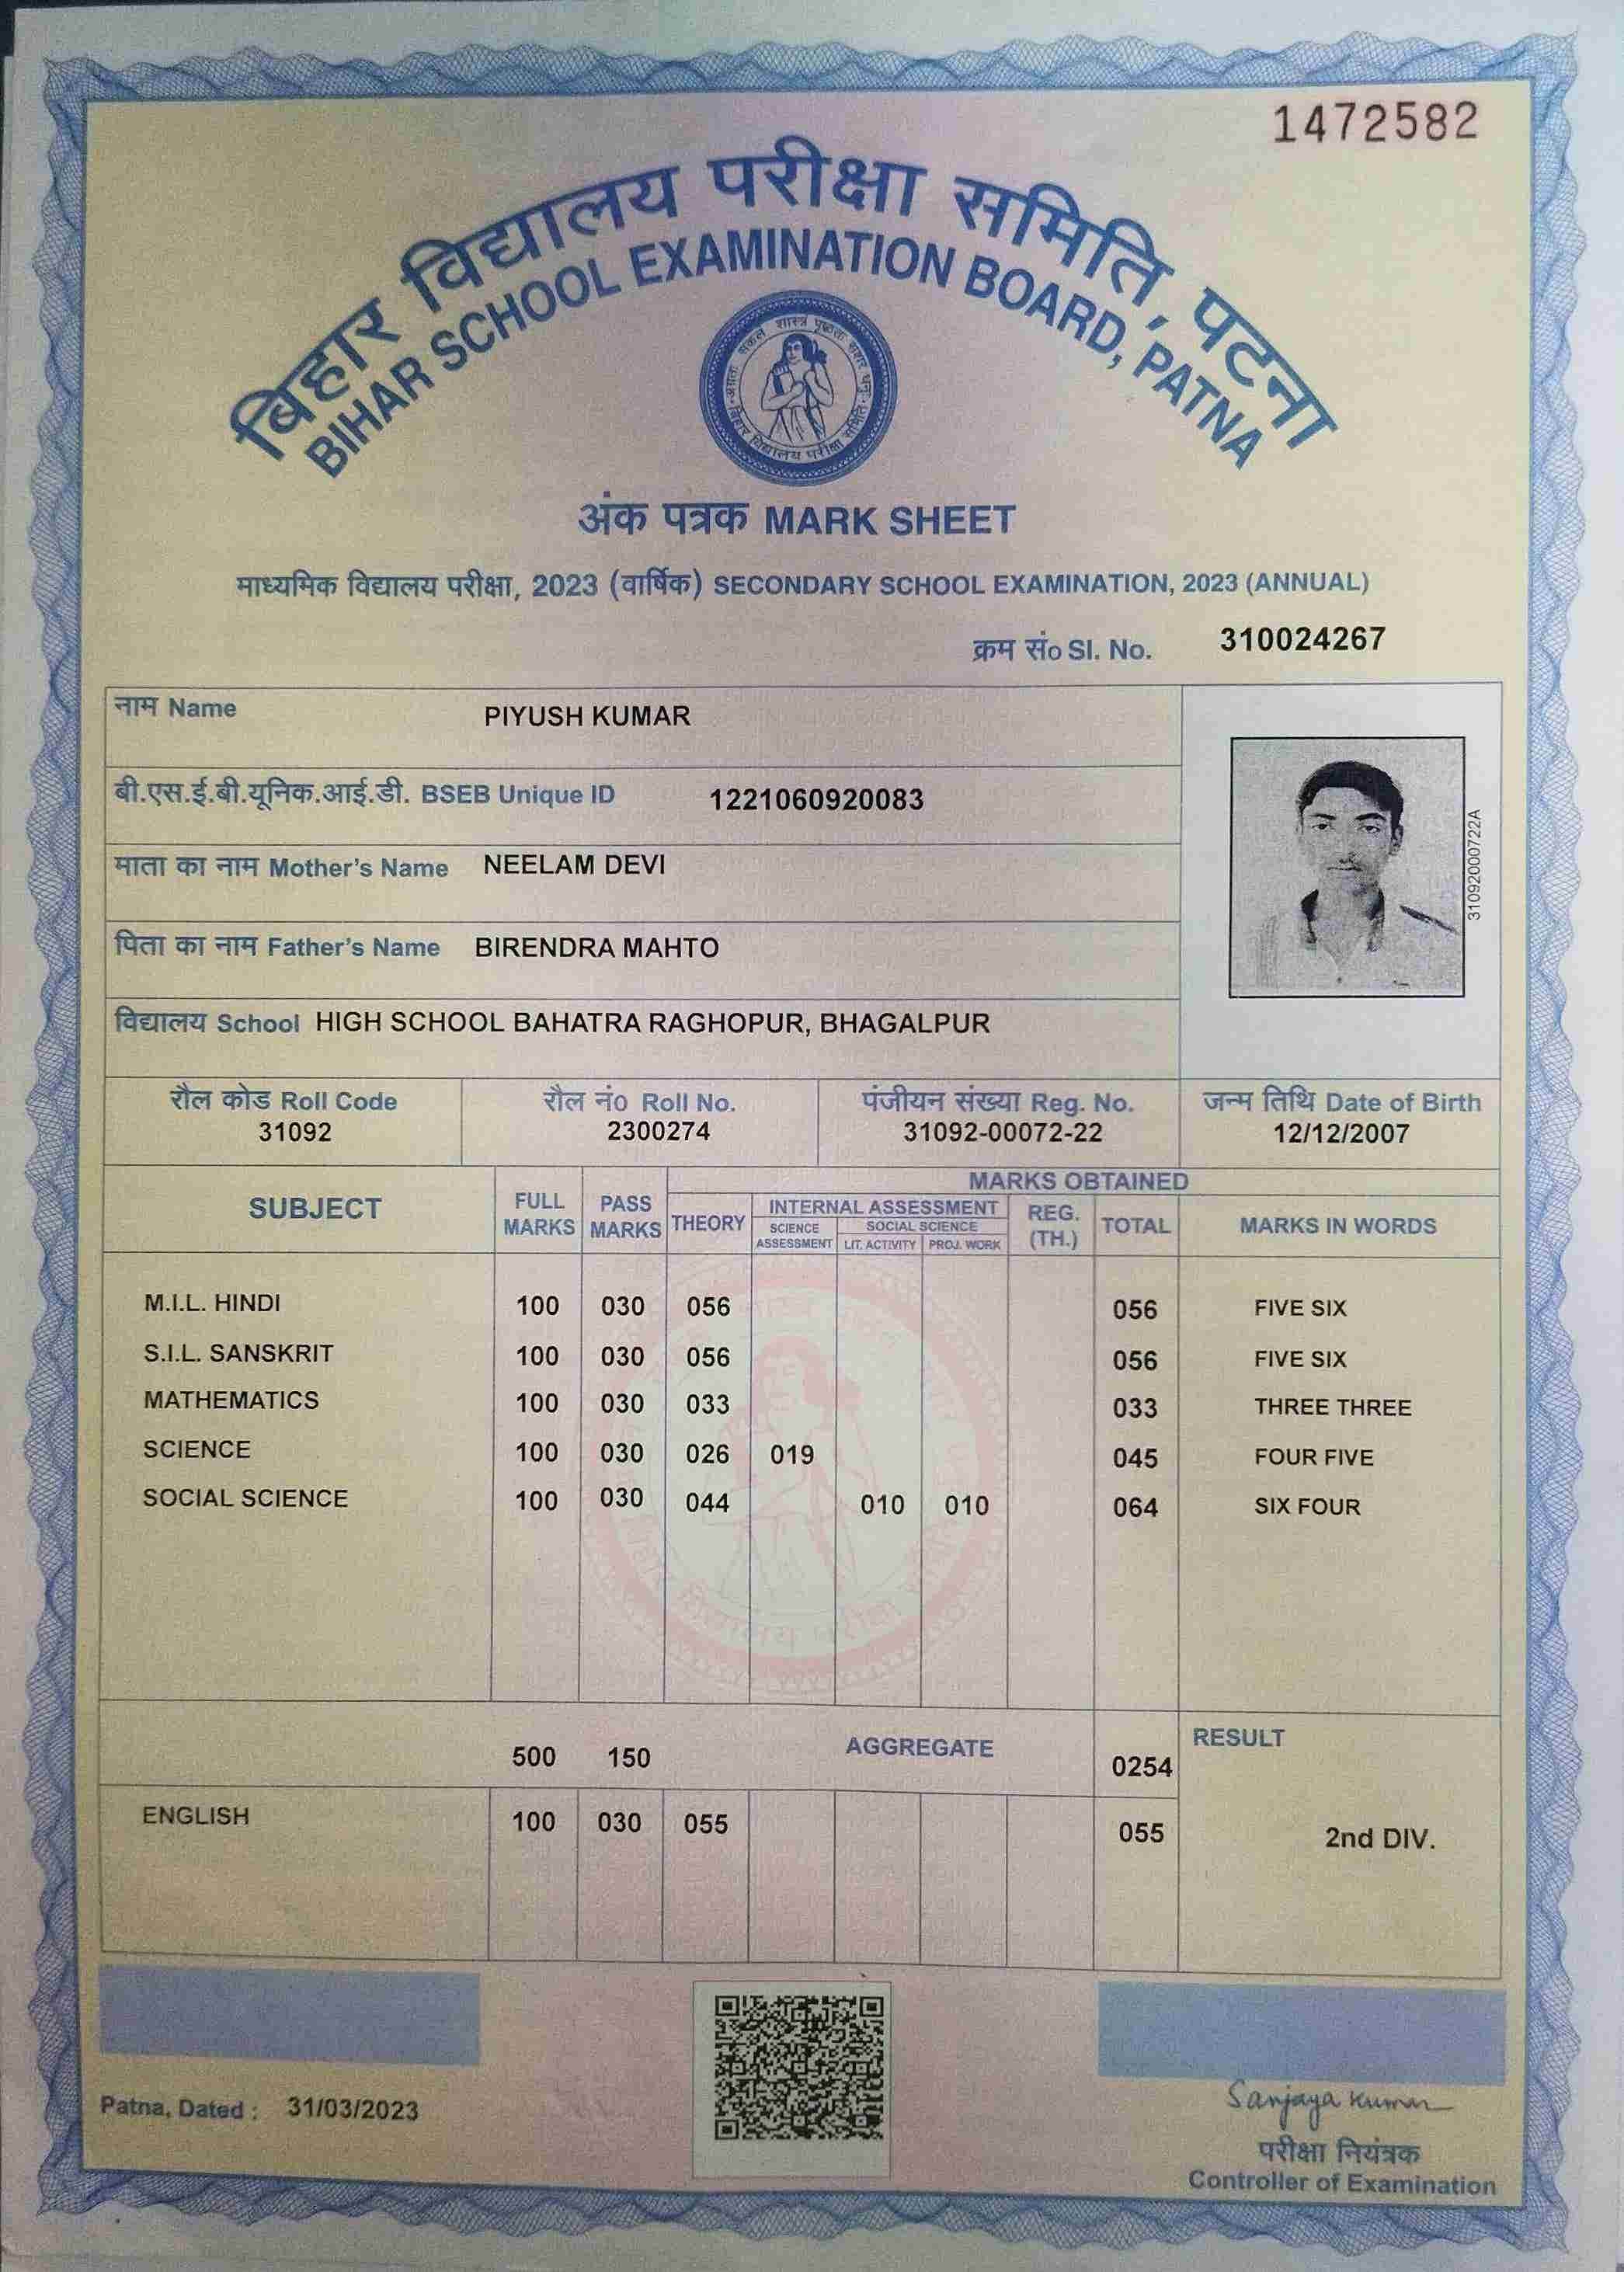 1472582
बिहार विद्यालय परीक्षा समिति, पटना
BIHAR SCHOOL EXAMINATION BOARD, PATNA
बिहार विद्यालय परीक्षा समिति
अंक पत्रक MARK SHEET
माध्यमिक विद्यालय परीक्षा, 2023 (वार्षिक) SECONDARY SCHOOL EXAMINATION, 2023 (ANNUAL)
क्रम सं० Sl. No. 310024267
नाम Name PIYUSH KUMAR
बी.एस.ई.बी.यूनिक.आई.डी. BSEB Unique ID 1221060920083
माता का नाम Mother's Name NEELAM DEVI
पिता का नाम Father's Name BIRENDRA MAHTO
विद्यालय School HIGH SCHOOL BAHATRA RAGHOPUR, BHAGALPUR
310920000722A
रौल कोड Roll Code रौल नं० Roll No. पंजीयन संख्या Reg. No. जन्म तिथि Date of Birth
31092 2300274 31092-00072-22 12/12/2007
SUBJECT FULL MARKS PASS MARKS MARKS OBTAINED
THEORY INTERNAL ASSESSMENT REG. (TH.) TOTAL MARKS IN WORDS
SCIENCE ASSESSMENT SOCIAL SCIENCE
LIT. ACTIVITY PROJ. WORK
M.I.L. HINDI 100 030 056 056 FIVE SIX
S.I.L. SANSKRIT 100 030 056 056 FIVE SIX
MATHEMATICS 100 030 033 033 THREE THREE
SCIENCE 100 030 026 019 045 FOUR FIVE
SOCIAL SCIENCE 100 030 044 010 010 064 SIX FOUR
500 150 AGGREGATE 0254 RESULT
ENGLISH 100 030 055 055 2nd DIV.
Patna, Dated : 31/03/2023
Sanjaya Kumar
परीक्षा नियंत्रक
Controller of Examination